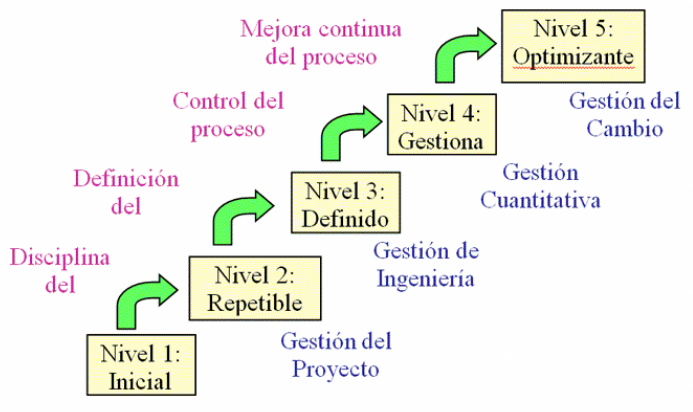 Mejora continua
del proceso
Nivel 5:
Optimizante
Control del
proceso
Nivel 4:
Gestiona
Gestión del
Cambio
Definición
del
Nivel 3:
Definido
Gestión
Cuantitativa
Disciplina
del
Nivel 2:
Repetible
Gestión de
Ingeniería
Nivel 1:
Inicial
Gestión del
Proyecto